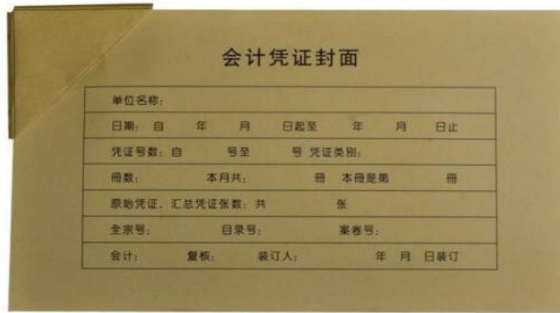 会计凭证封面
单位名称：
日期：自 年 月 日起至 年 月 日止
凭证号数：自 号至 号 凭证类别：
册数： 本月共： 册 本册是第 册
原始凭证、汇总凭证张数：共 张
全宗号： 目录号： 案卷号：
会计： 复核： 装订人： 年 月 日装订